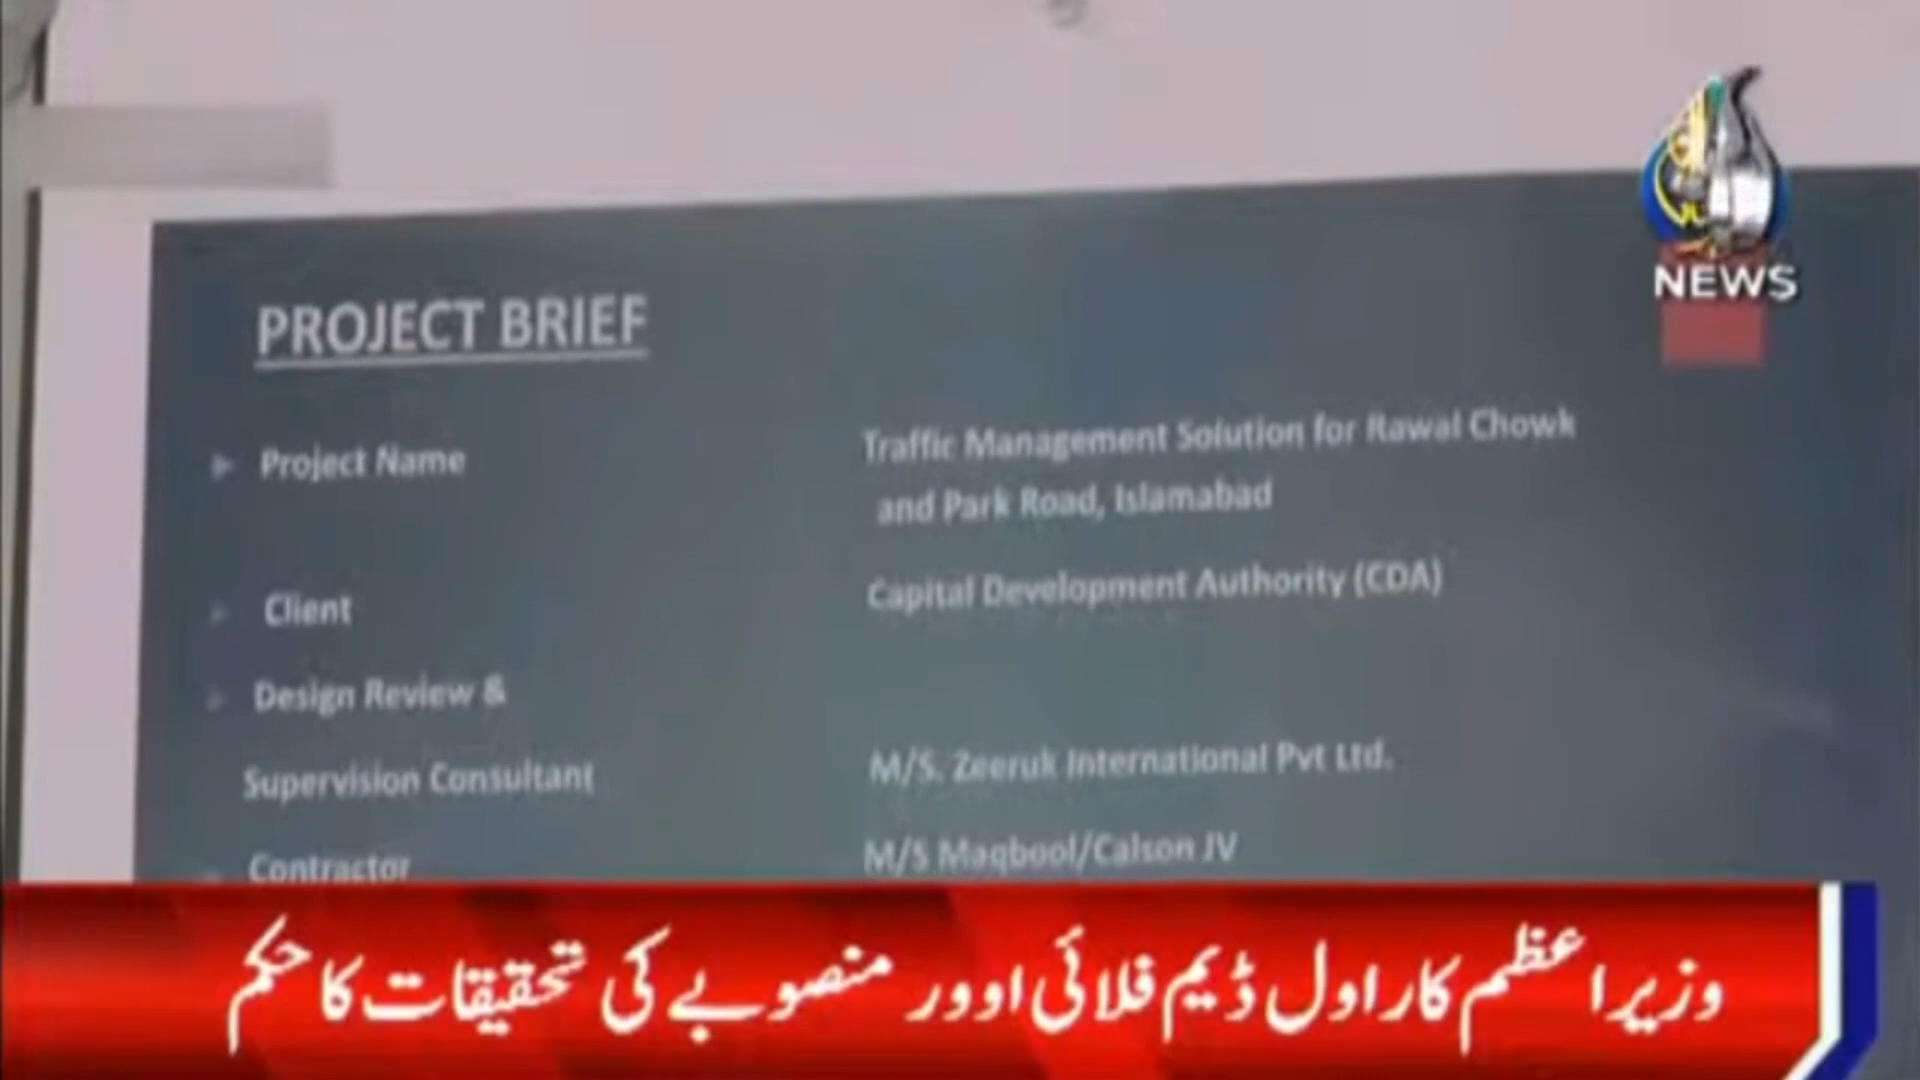 NEWS
PROJECT BRIEF
Project Name
Traffic Management Solution for Rawal Chowk
and Park Road, Islamabad
Client
Capital Development Authority (CDA)
Design Review &
Supervision Consultant
M/S. Zeeruk International Pvt Ltd.
Contractor
M/S Maqbool/Calson JV
وزیراعظم کا راول ڈیم فلائی اوور منصوبے کی تحقیقات کا حکم